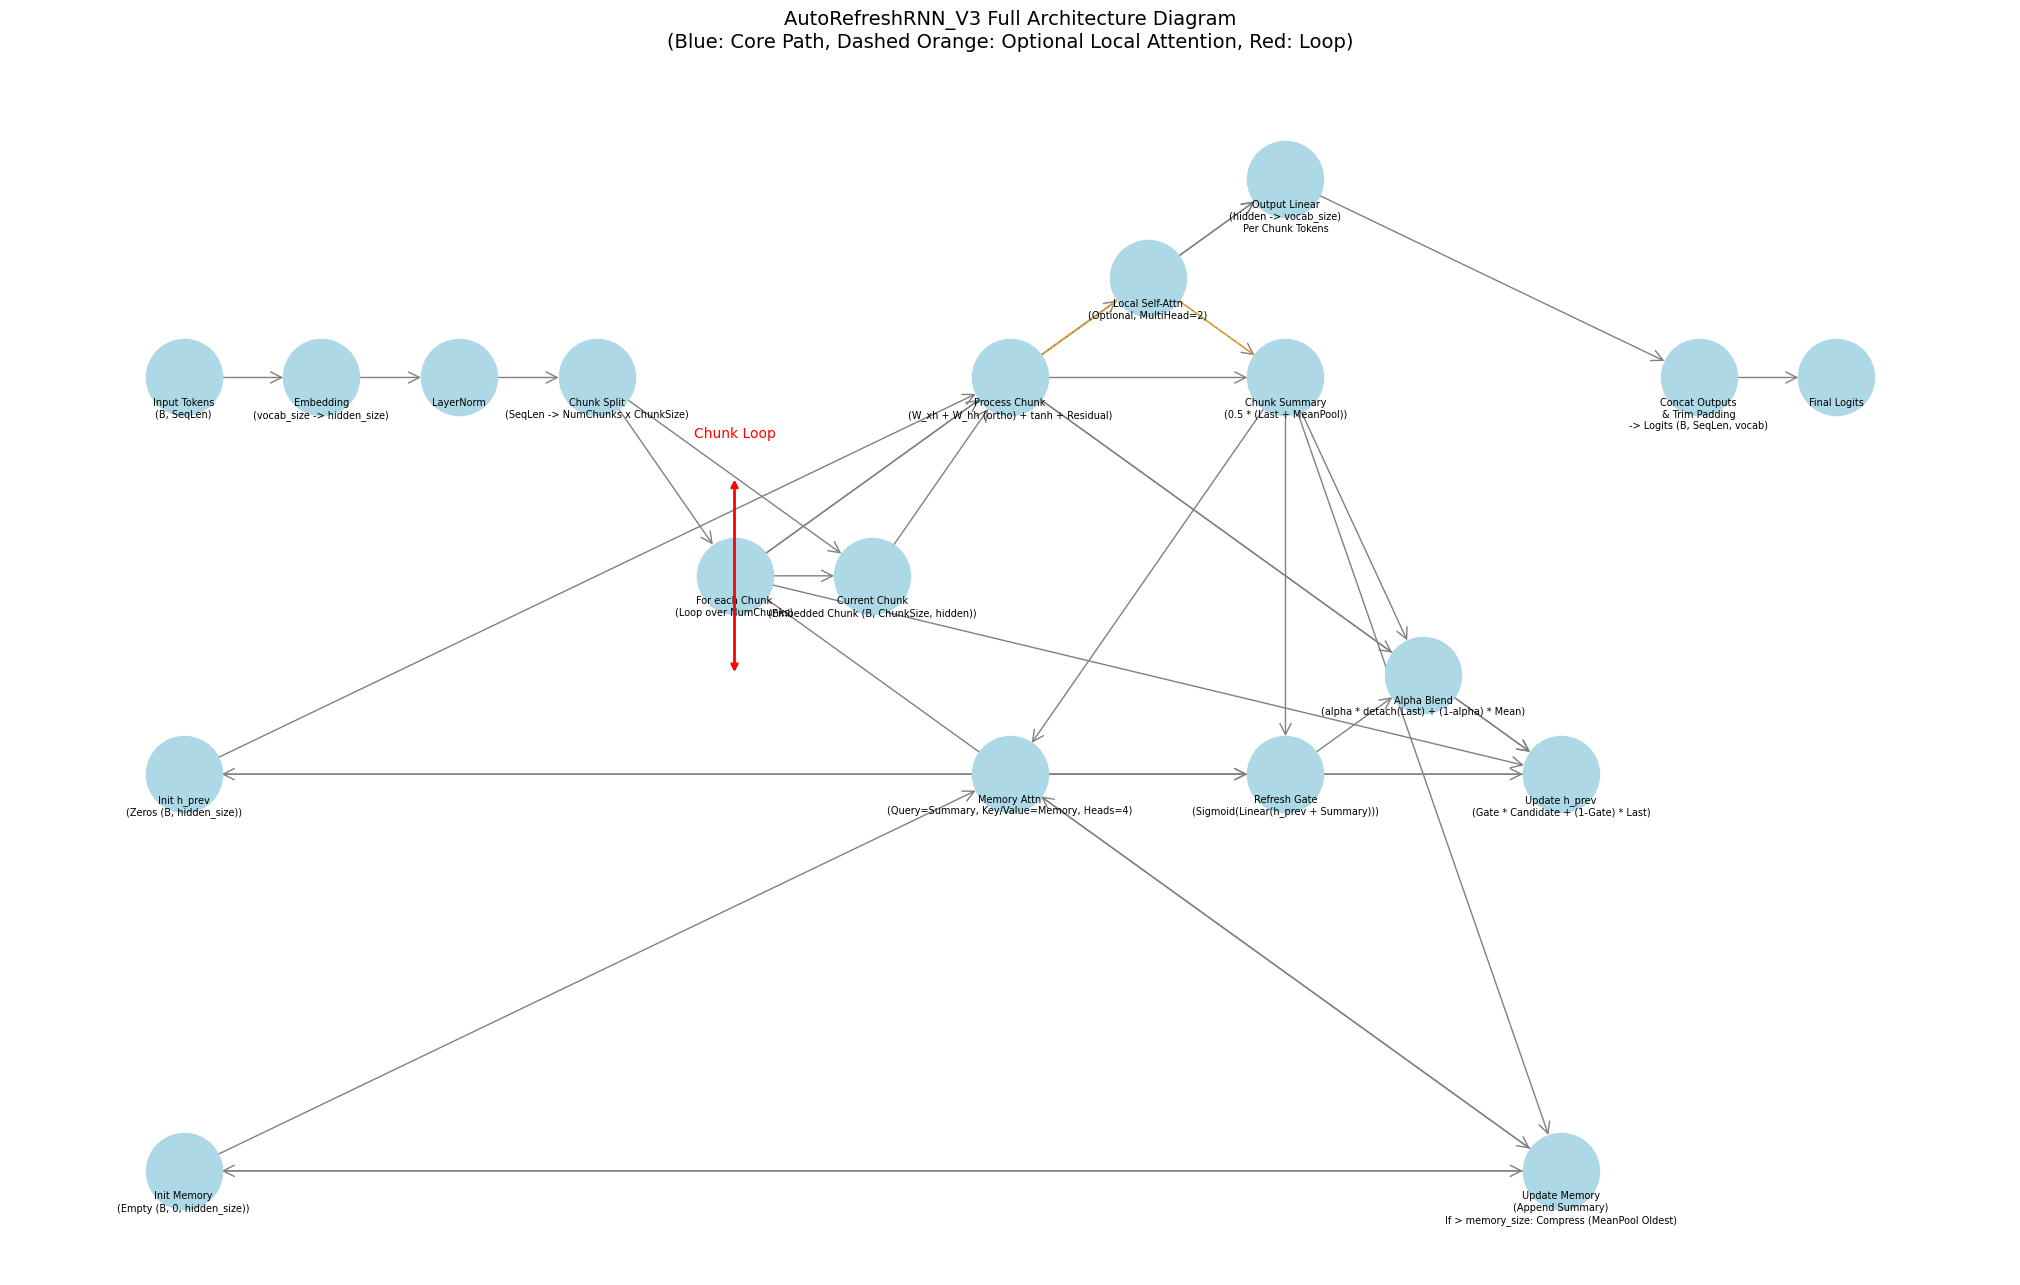 AutoRefreshRNN_V3 Full Architecture Diagram
(Blue: Core Path, Dashed Orange: Optional Local Attention, Red: Loop)
Output Linear
(hidden -> vocab_size)
Per Chunk Tokens
Local Self-Attn
(Optional, MultiHead=2)
Input Tokens
(B, SeqLen)
Embedding
(vocab_size -> hidden_size)
LayerNorm
Chunk Split
(SeqLen -> NumChunks x ChunkSize)
Process Chunk
(W_xh + W_hh (ortho) + tanh + Residual)
Chunk Summary
(0.5 * (Last + MeanPool))
Concat Outputs
& Trim Padding
-> Logits (B, SeqLen, vocab)
Final Logits
Chunk Loop
For each Chunk
(Loop over NumChunks)
Current Chunk
(Embedded Chunk (B, ChunkSize, hidden))
Alpha Blend
(alpha * detach(Last) + (1-alpha) * Mean)
Init h_prev
(Zeros (B, hidden_size))
Memory Attn
(Query=Summary, Key/Value=Memory, Heads=4)
Refresh Gate
(Sigmoid(Linear(h_prev + Summary)))
Update h_prev
(Gate * Candidate + (1-Gate) * Last)
Init Memory
(Empty (B, 0, hidden_size))
Update Memory
(Append Summary)
If > memory_size: Compress (MeanPool Oldest)